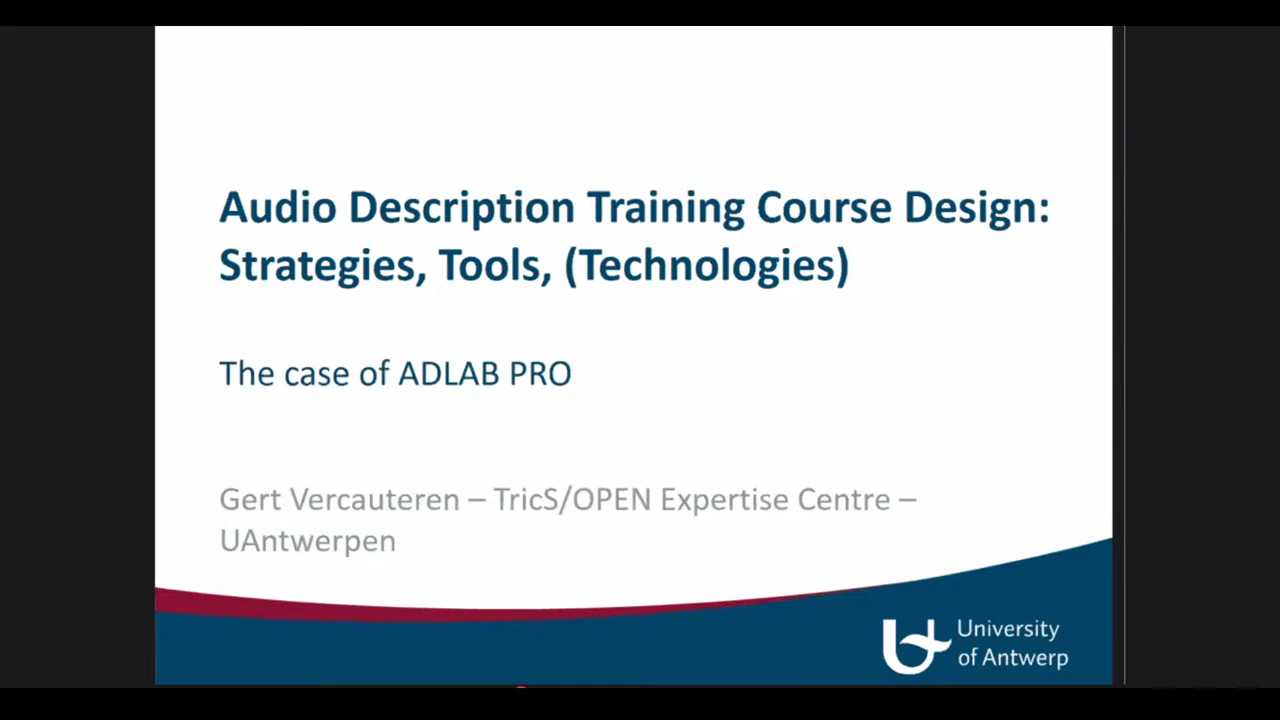 Audio Description Training Course Design:
Strategies, Tools, (Technologies)
The case of ADLAB PRO
Gert Vercauteren – TricS/OPEN Expertise Centre –
UAntwerpen
University
of Antwerp